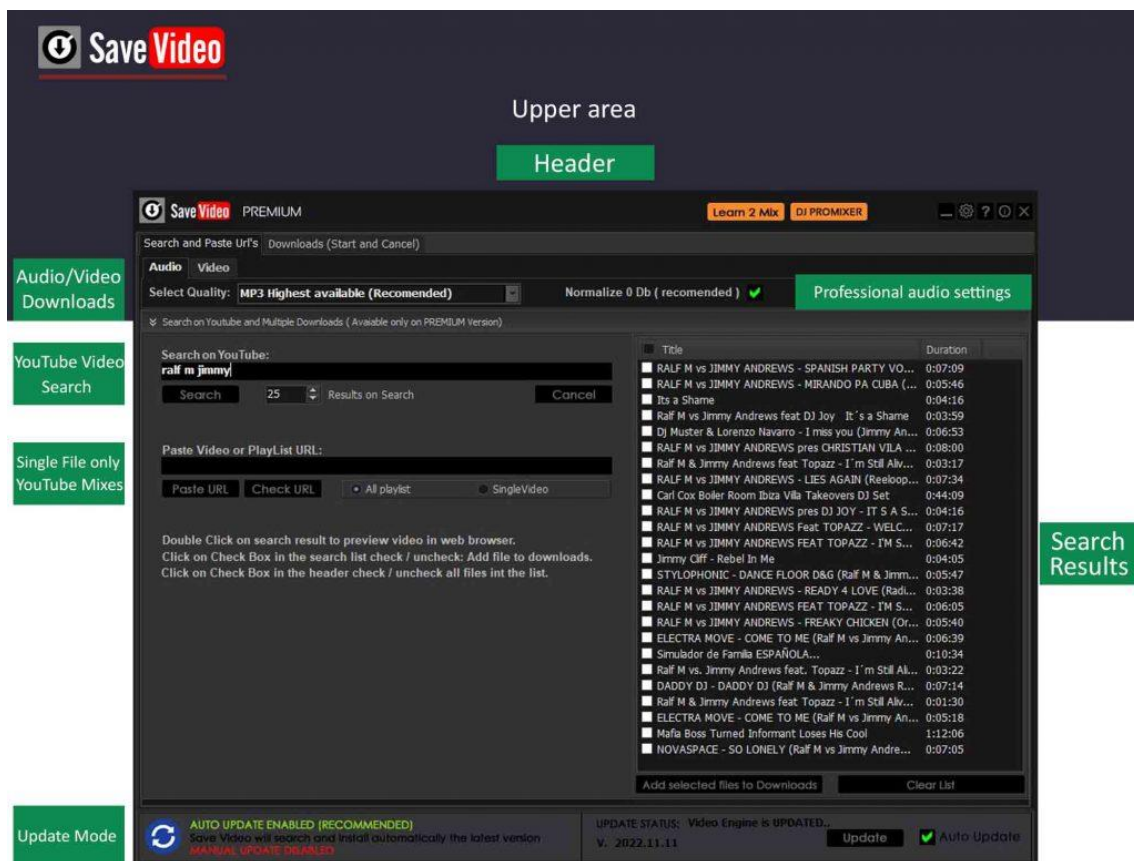 Save Video
Upper area
Header
Save Video PREMIUM
Learn 2 Mix
DJ PROMIXER
Search and Paste Url's
Downloads (Start and Cancel)
Audio/Video
Downloads
Audio
Video
Select Quality: MP3 Highest available (Recomended)
Normalize 0 Db ( recomended )
Professional audio settings
Search on Youtube and Multiple Downloads ( Avaiable only on PREMIUM Version)
YouTube Video
Search
Search on YouTube:
ralf m jimmy
Search
25
Results on Search
Cancel
Single File only
YouTube Mixes
Paste Video or PlayList URL:
Paste URL
Check URL
All playlist
SingleVideo
Double Click on search result to preview video in web browser.
Click on Check Box in the search list check / uncheck: Add file to downloads.
Click on Check Box in the header check / uncheck all files int the list.
Title Duration
RALF M vs JIMMY ANDREWS - SPANISH PARTY VO... 0:07:09
RALF M vs JIMMY ANDREWS - MIRANDO PA CUBA (... 0:05:46
Its a Shame 0:04:16
Ralf M vs Jimmy Andrews feat DJ Joy It´s a Shame 0:03:59
Dj Muster & Lorenzo Navarro - I miss you (Jimmy An... 0:06:53
RALF M vs JIMMY ANDREWS pres CHRISTIAN VILA ... 0:08:00
Ralf M & Jimmy Andrews feat Topazz - I´m Still Aliv... 0:03:17
RALF M vs JIMMY ANDREWS - LIES AGAIN (Reeloop... 0:07:34
Carl Cox Boiler Room Ibiza Villa Takeovers DJ Set 0:44:09
RALF M vs JIMMY ANDREWS pres DJ JOY - IT S A S... 0:04:16
RALF M vs JIMMY ANDREWS Feat TOPAZZ - WELC... 0:07:17
RALF M vs JIMMY ANDREWS FEAT TOPAZZ - I'M S... 0:06:42
Jimmy Cliff - Rebel In Me 0:04:05
STYLOPHONIC - DANCE FLOOR D&G (Ralf M & Jimm... 0:05:47
RALF M vs JIMMY ANDREWS - READY 4 LOVE (Radi... 0:03:38
RALF M vs JIMMY ANDREWS FEAT TOPAZZ - I'M S... 0:06:05
RALF M vs JIMMY ANDREWS - FREAKY CHICKEN (Or... 0:05:40
ELECTRA MOVE - COME TO ME (Ralf M vs Jimmy An... 0:06:39
Simulador de Familia ESPAÑOLA... 0:10:34
Ralf M vs. Jimmy Andrews feat. Topazz - I´m Still Ali... 0:03:22
DADDY DJ - DADDY DJ (Ralf M & Jimmy Andrews R... 0:07:14
Ralf M & Jimmy Andrews feat Topazz - I´m Still Aliv... 0:01:30
ELECTRA MOVE - COME TO ME (Ralf M vs Jimmy An... 0:05:18
Mafia Boss Turned Informant Loses His Cool 1:12:06
NOVASPACE - SO LONELY (Ralf M vs Jimmy Andre... 0:07:05
Search
Results
Add selected files to Downloads
Clear List
Update Mode
AUTO UPDATE ENABLED (RECOMMENDED)
Save Video will search and install automatically the latest version
MANUAL UPDATE DISABLED
UPDATE STATUS: Video Engine is UPDATED..
V. 2022.11.11
Update
Auto Update